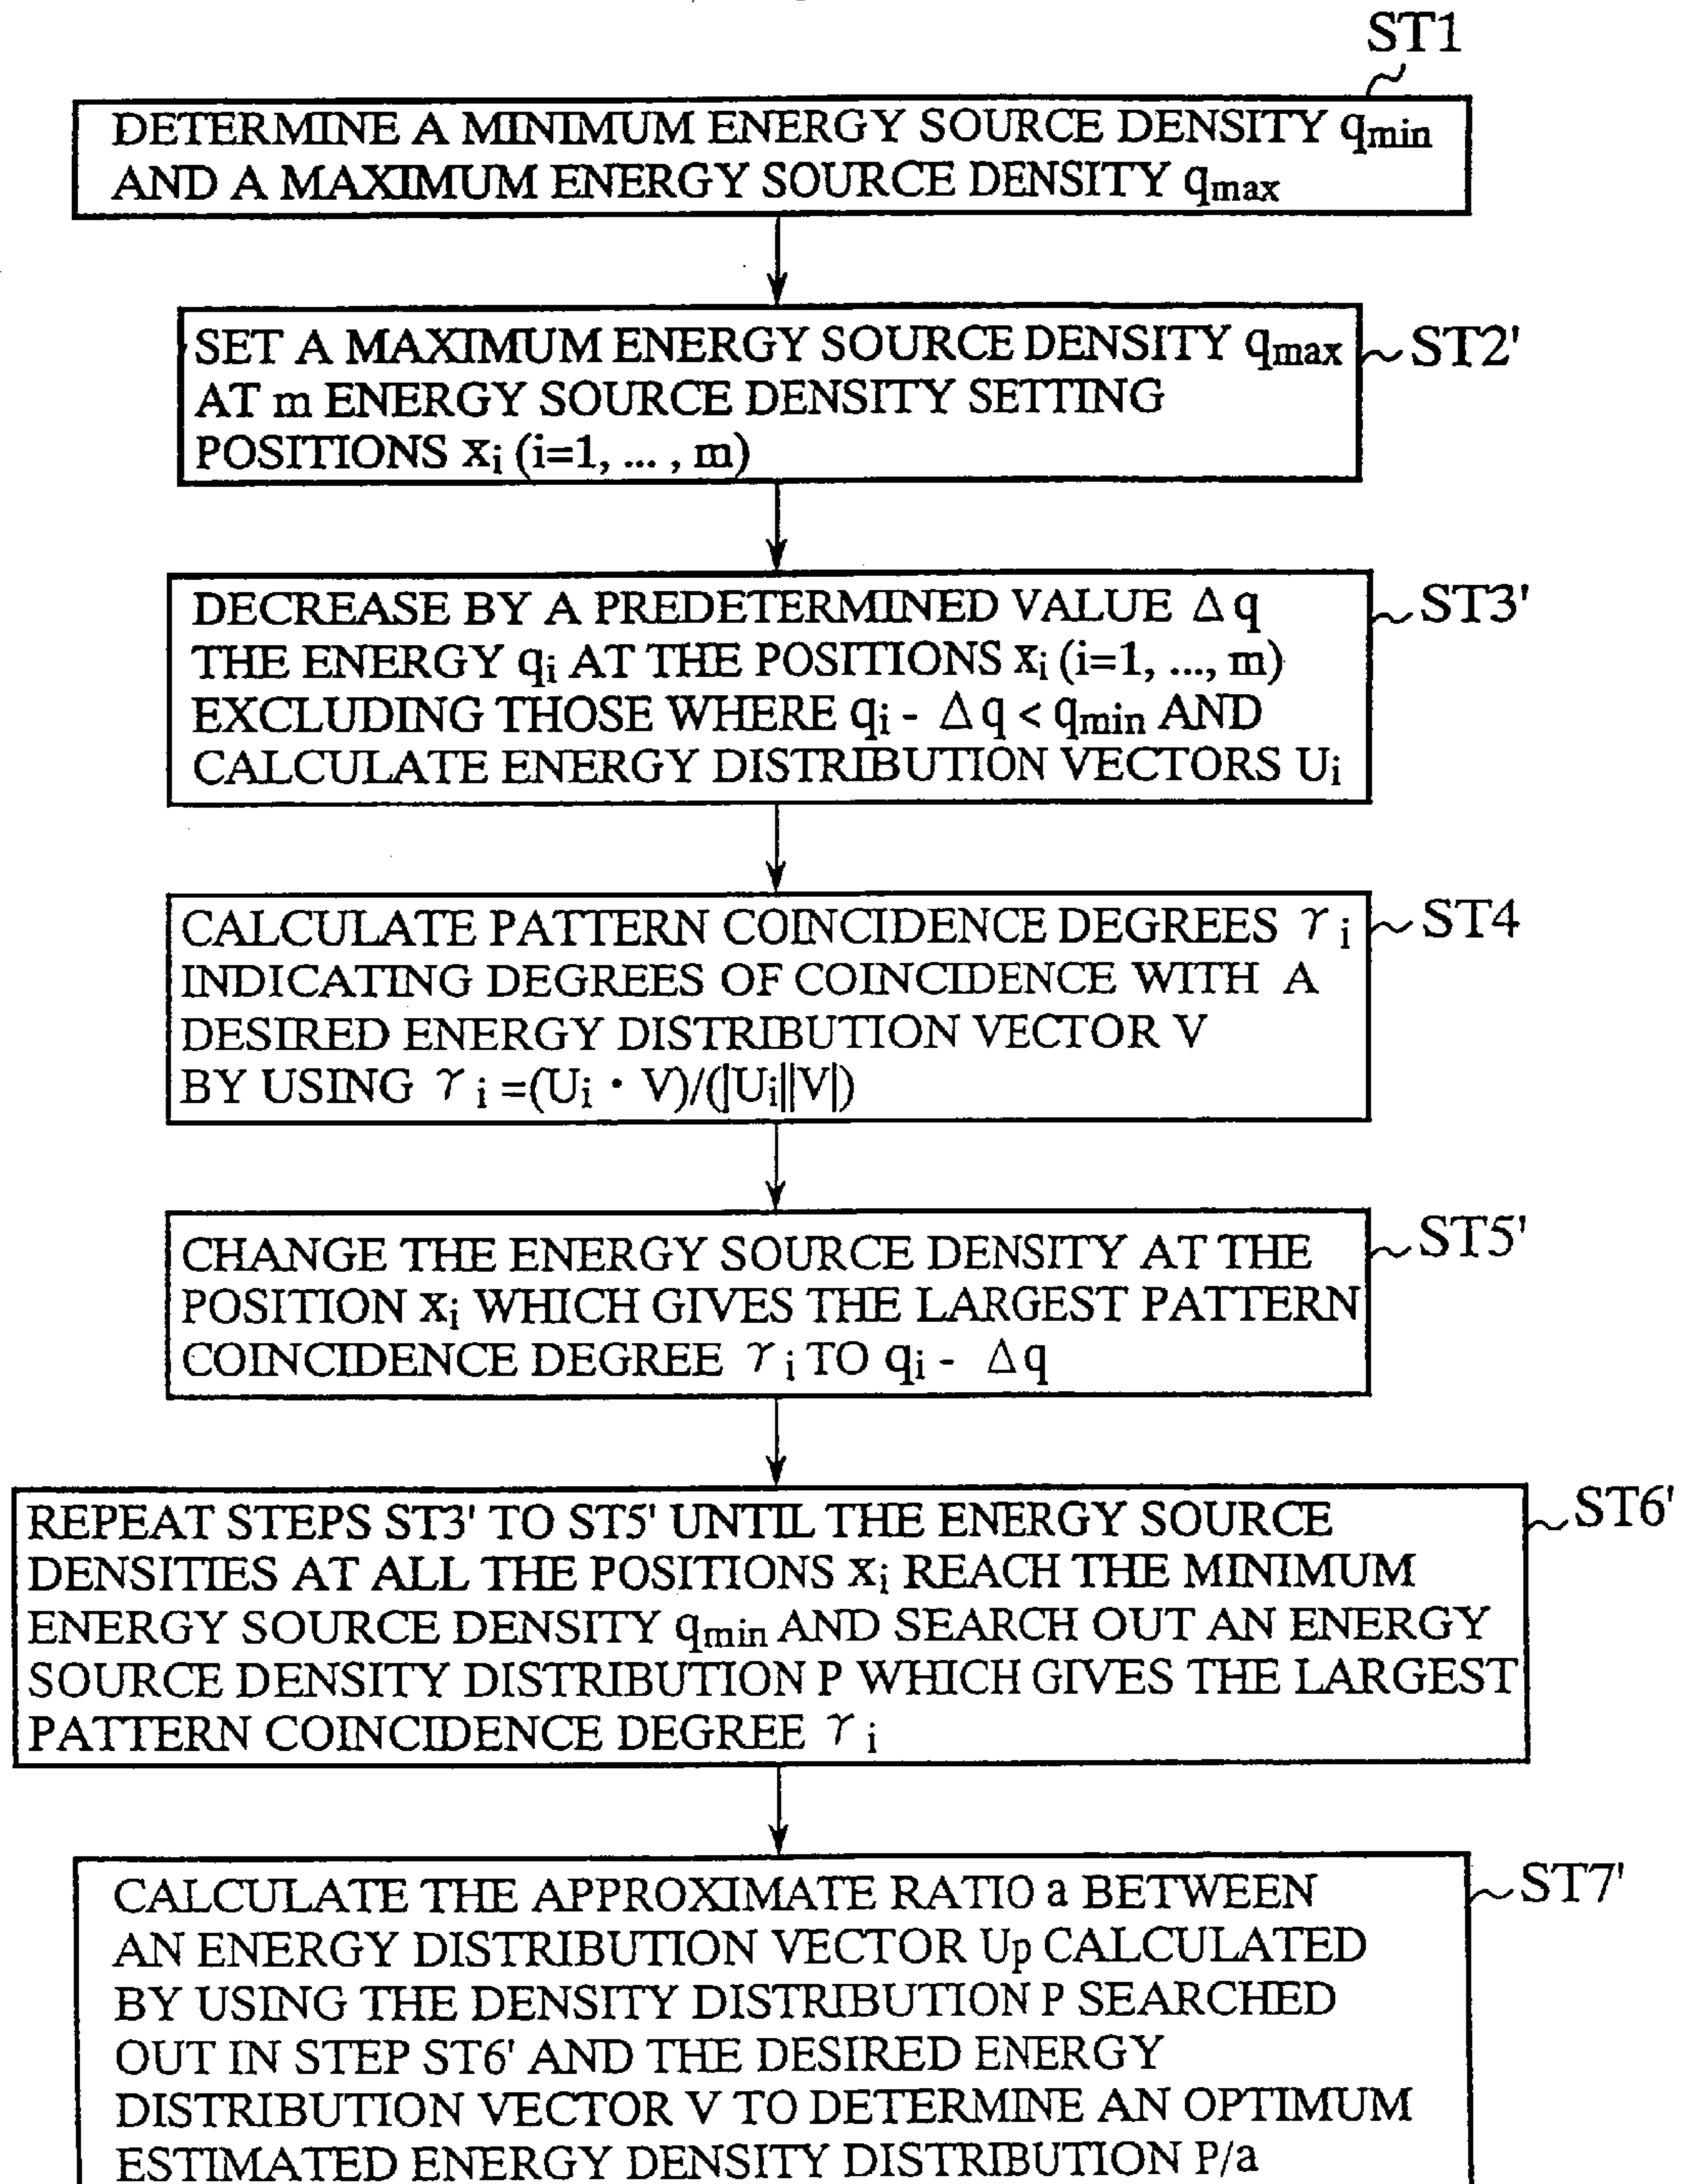 ST1
DETERMINE A MINIMUM ENERGY SOURCE DENSITY qmin
AND A MAXIMUM ENERGY SOURCE DENSITY qmax
SET A MAXIMUM ENERGY SOURCE DENSITY qmax
AT m ENERGY SOURCE DENSITY SETTING
POSITIONS xi (i=1, ... , m)
ST2'
DECREASE BY A PREDETERMINED VALUE Δq
THE ENERGY qi AT THE POSITIONS xi (i=1, ..., m)
EXCLUDING THOSE WHERE qi - Δq < qmin AND
CALCULATE ENERGY DISTRIBUTION VECTORS Ui
ST3'
CALCULATE PATTERN COINCIDENCE DEGREES γi
INDICATING DEGREES OF COINCIDENCE WITH A
DESIRED ENERGY DISTRIBUTION VECTOR V
BY USING γi =(Ui · V)/(|Ui||V|)
ST4
CHANGE THE ENERGY SOURCE DENSITY AT THE
POSITION xi WHICH GIVES THE LARGEST PATTERN
COINCIDENCE DEGREE γi TO qi - Δq
ST5'
REPEAT STEPS ST3' TO ST5' UNTIL THE ENERGY SOURCE
DENSITIES AT ALL THE POSITIONS xi REACH THE MINIMUM
ENERGY SOURCE DENSITY qmin AND SEARCH OUT AN ENERGY
SOURCE DENSITY DISTRIBUTION P WHICH GIVES THE LARGEST
PATTERN COINCIDENCE DEGREE γi
ST6'
CALCULATE THE APPROXIMATE RATIO a BETWEEN
AN ENERGY DISTRIBUTION VECTOR Up CALCULATED
BY USING THE DENSITY DISTRIBUTION P SEARCHED
OUT IN STEP ST6' AND THE DESIRED ENERGY
DISTRIBUTION VECTOR V TO DETERMINE AN OPTIMUM
ESTIMATED ENERGY DENSITY DISTRIBUTION P/a
ST7'